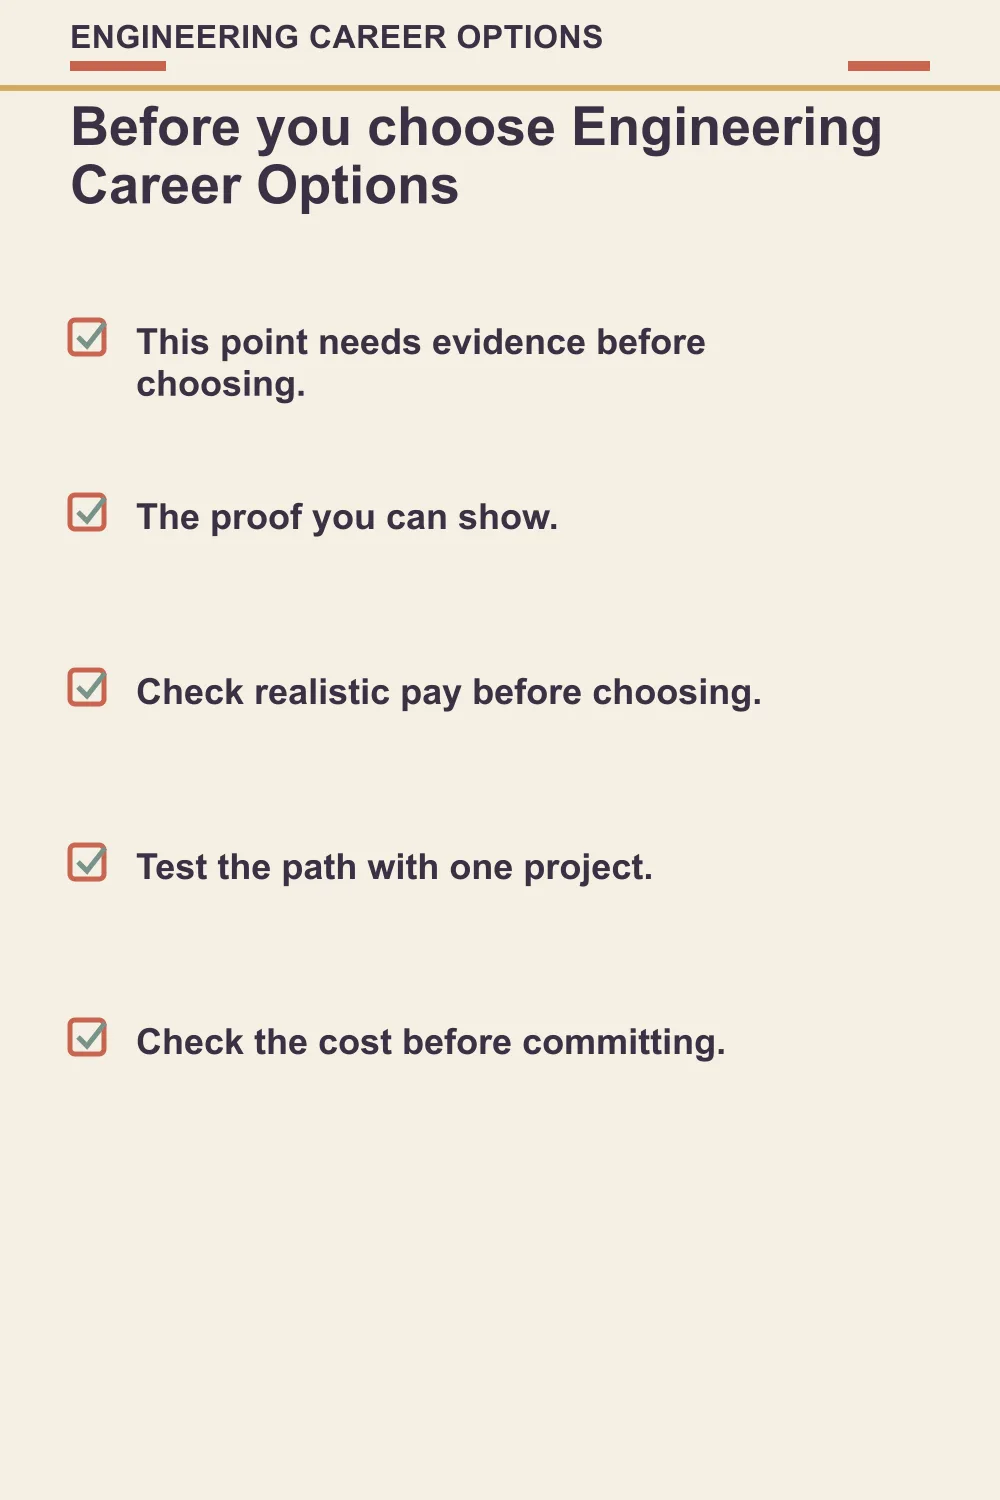 ENGINEERING CAREER OPTIONS
Before you choose Engineering
Career Options
This point needs evidence before
choosing.
The proof you can show.
Check realistic pay before choosing.
Test the path with one project.
Check the cost before committing.